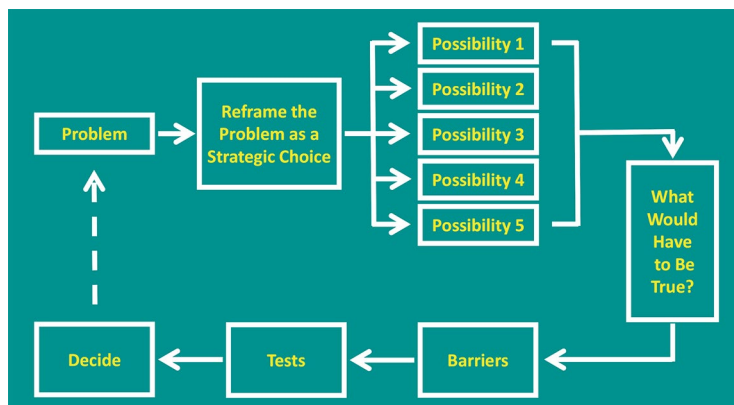 Problem
Reframe the
Problem as a
Strategic Choice
Possibility 1
Possibility 2
Possibility 3
Possibility 4
Possibility 5
What
Would
Have
to Be
True?
Barriers
Tests
Decide